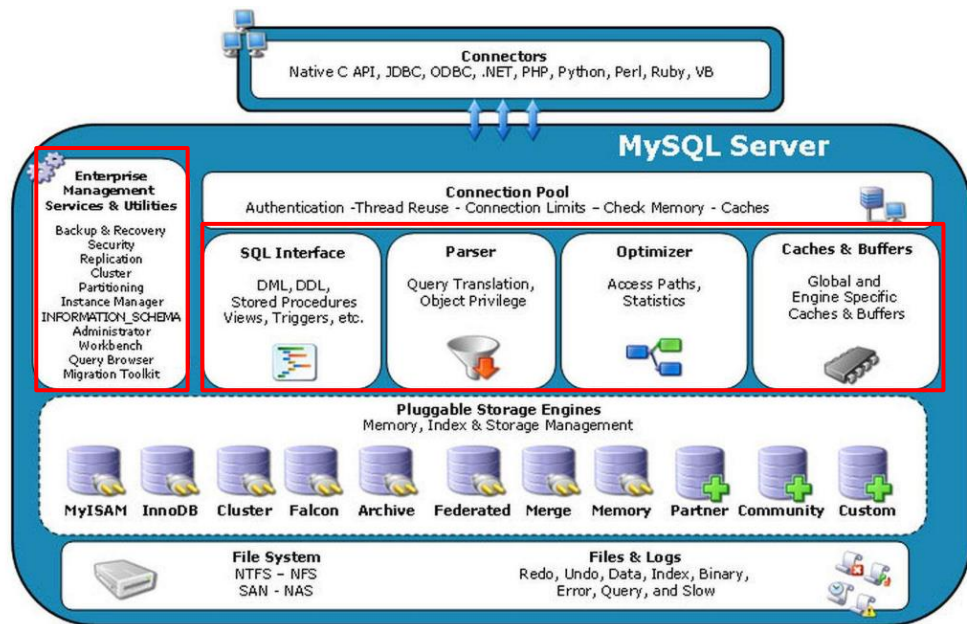 Connectors
Native C API, JDBC, ODBC, .NET, PHP, Python, Perl, Ruby, VB
MySQL Server
Enterprise
Management
Services & Utilities
Backup & Recovery
Security
Replication
Cluster
Partitioning
Instance Manager
INFORMATION_SCHEMA
Administrator
Workbench
Query Browser
Migration Toolkit
Connection Pool
Authentication -Thread Reuse - Connection Limits – Check Memory - Caches
SQL Interface
DML, DDL,
Stored Procedures
Views, Triggers, etc.
Parser
Query Translation,
Object Privilege
Optimizer
Access Paths,
Statistics
Caches & Buffers
Global and
Engine Specific
Caches & Buffers
Pluggable Storage Engines
Memory, Index & Storage Management
MyISAM InnoDB Cluster Falcon Archive Federated Merge Memory Partner Community Custom
File System
NTFS – NFS
SAN - NAS
Files & Logs
Redo, Undo, Data, Index, Binary,
Error, Query, and Slow